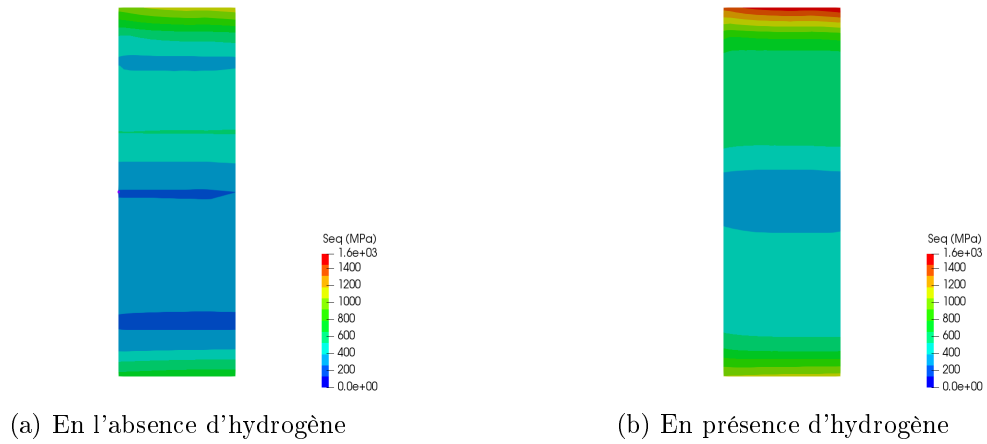 Seq (MPa)
1.6e+03
1400
1200
1000
800
600
400
200
0.0e+00
Seq (MPa)
1.6e+03
1400
1200
1000
800
600
400
200
0.0e+00
(a) En l'absence d'hydrogène
(b) En présence d'hydrogène